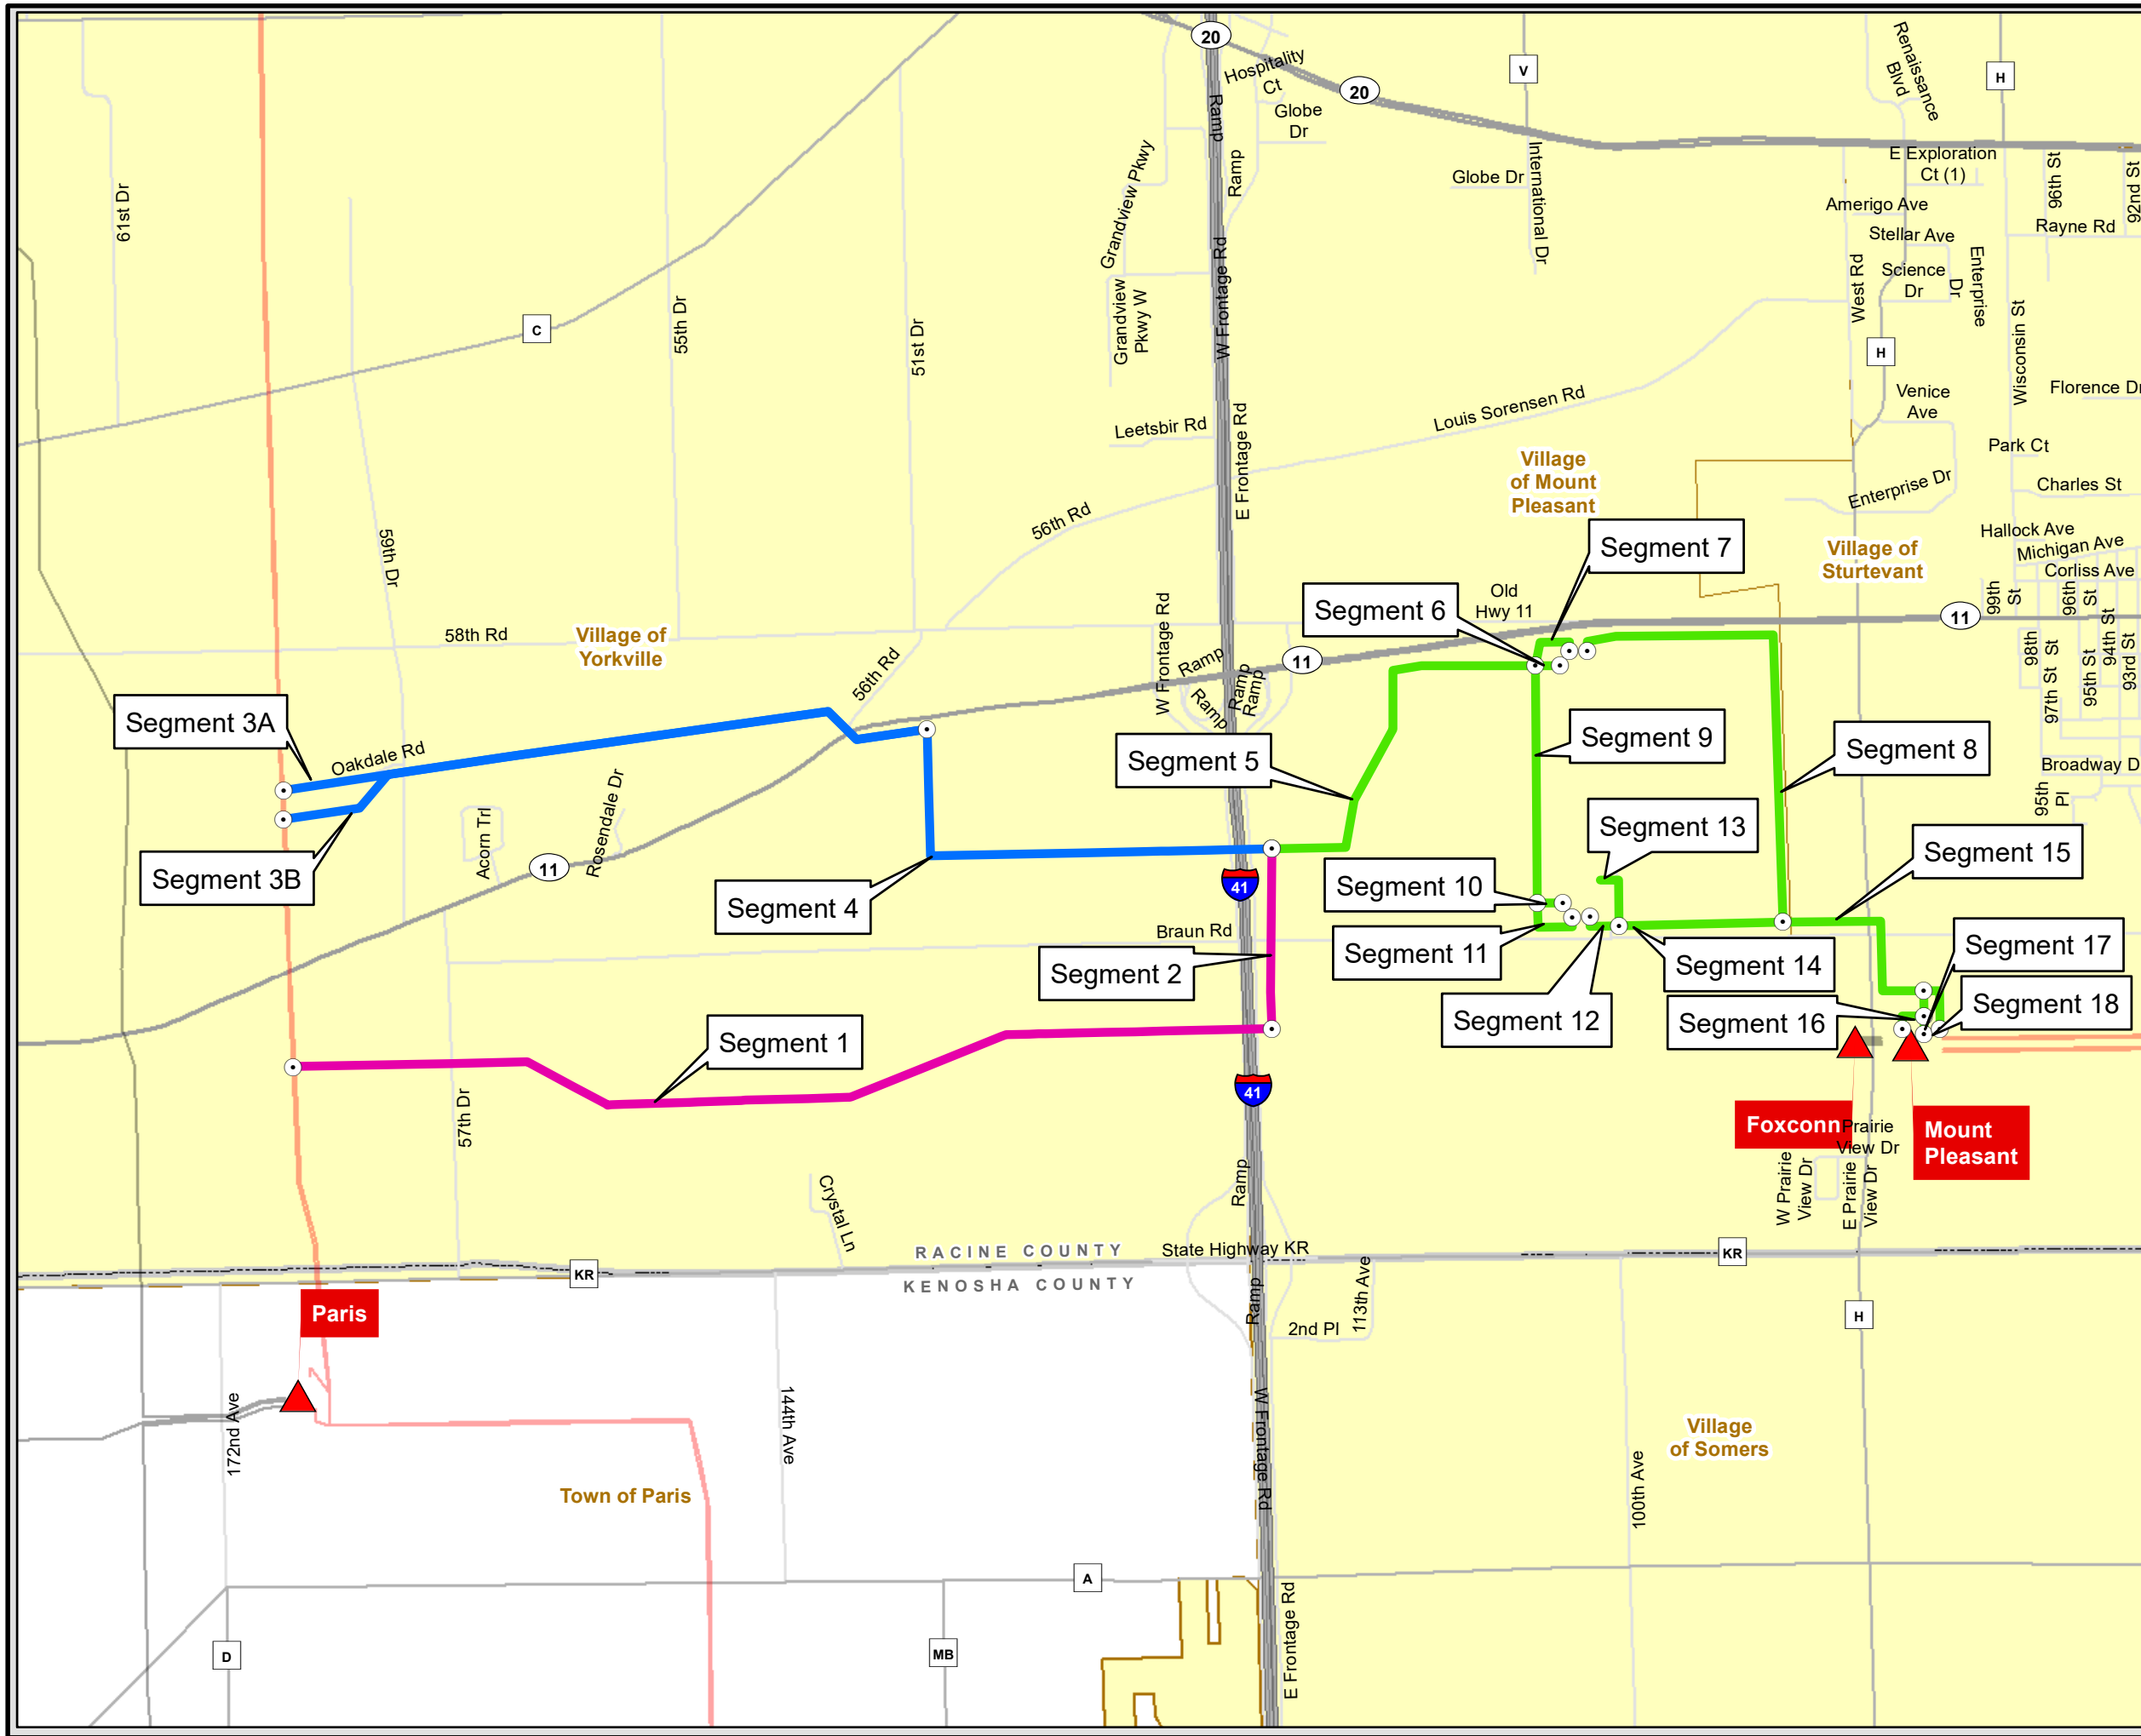 20
Hospitality
Ct
20
V
Renaissance
Blvd
H
Ramp
Globe
Dr
Ramp
Grandview Pkwy
International Dr
Globe Dr
E Exploration
Ct (1)
96th St
92nd St
61st Dr
Amerigo Ave
Rayne Rd
Stellar Ave
Science
Dr
Enterprise
Dr
West Rd
W Frontage Rd
Grandview
Pkwy W
C
55th Dr
51st Dr
H
Wisconsin St
Venice
Ave
Florence Dr
Louis Sorensen Rd
Leetsbir Rd
E Frontage Rd
Park Ct
Village
of Mount
Pleasant
Enterprise Dr
Charles St
56th Rd
59th Dr
Segment 7
Village of
Sturtevant
Hallock Ave
Michigan Ave
Corliss Ave
Segment 6
Old
Hwy 11
11
99th
St
96th
St
94th St
58th Rd
Village of
Yorkville
W Frontage Rd
56th Rd
Ramp
Ramp
Ramp
Ramp
11
98th
St
97th St
95th St
93rd St
Segment 3A
Oakdale Rd
Segment 9
Segment 8
Segment 5
Broadway D
95th
Pl
Acorn Trl
Rosendale Dr
11
Segment 3B
Segment 13
Segment 15
41
Segment 10
Segment 4
Braun Rd
Segment 11
Segment 14
Segment 17
Segment 2
Segment 12
Segment 16
Segment 18
Segment 1
41
57th Dr
Foxconn
Prairie
View Dr
Mount
Pleasant
W Prairie
View Dr
E Prairie
View Dr
Ramp
Crystal Ln
RACINE COUNTY
State Highway KR
KR
KR
KENOSHA COUNTY
Ramp
113th Ave
2nd Pl
H
Paris
172nd Ave
144th Ave
W Frontage Rd
Village
of Somers
100th Ave
Town of Paris
A
E Frontage Rd
D
MB